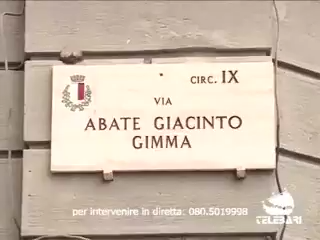 CIRC. IX
VIA
ABATE GIACINTO
GIMMA
per intervenire in diretta: 080.5019998
TELEBARI